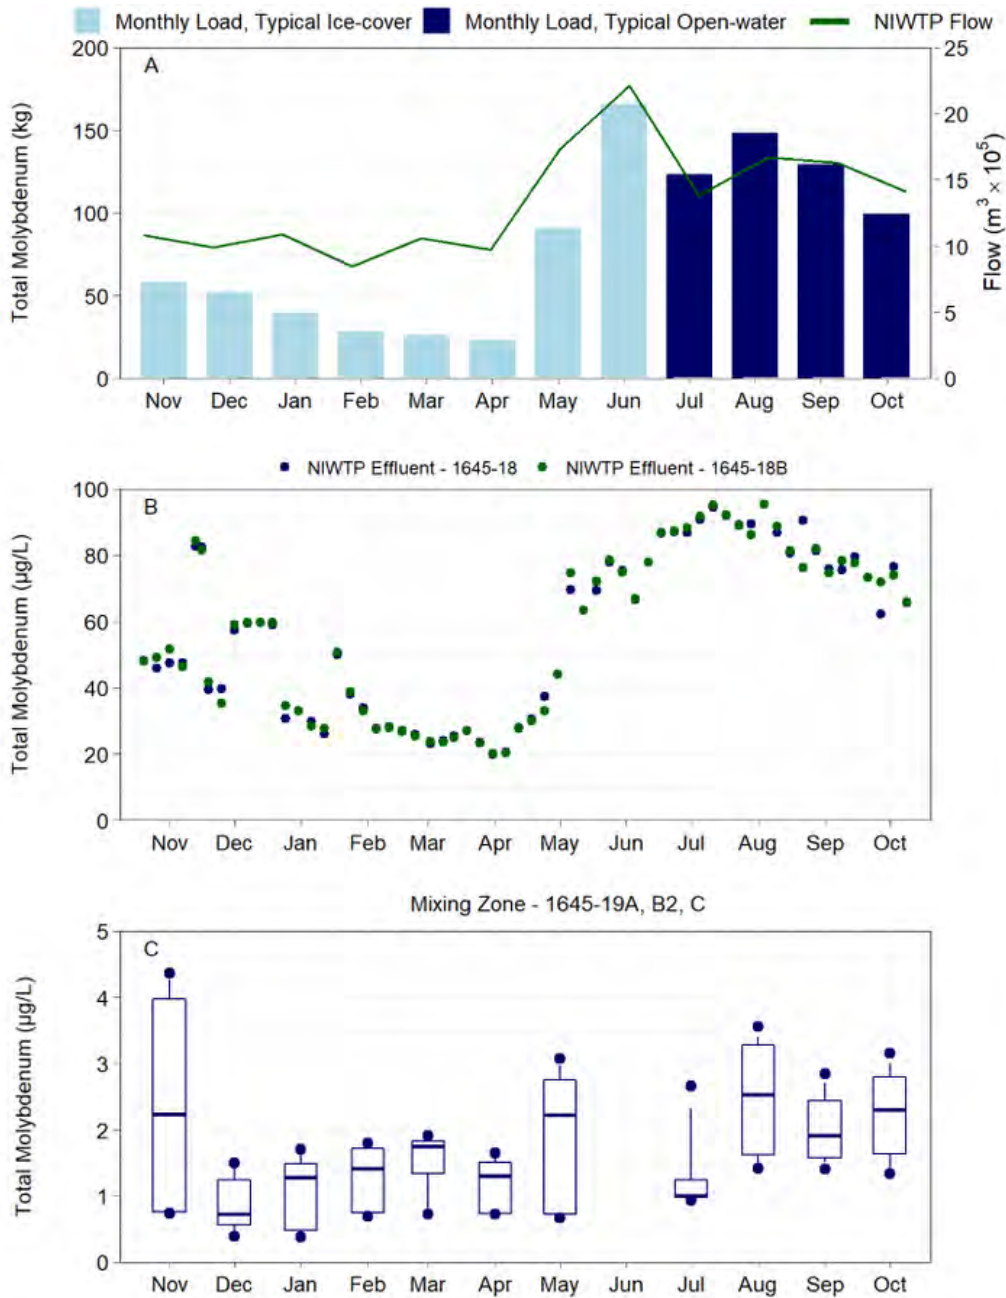 Monthly Load, Typical Ice-cover Monthly Load, Typical Open-water NIWTP Flow
A
Total Molybdenum (kg)
200
150
100
50
0
25
20
15
10
5
0
Flow (m³ × 10⁵)
Nov Dec Jan Feb Mar Apr May Jun Jul Aug Sep Oct
NIWTP Effluent - 1645-18 NIWTP Effluent - 1645-18B
B
Total Molybdenum (µg/L)
100
80
60
40
20
0
Nov Dec Jan Feb Mar Apr May Jun Jul Aug Sep Oct
Mixing Zone - 1645-19A, B2, C
C
Total Molybdenum (µg/L)
5
4
3
2
1
0
Nov Dec Jan Feb Mar Apr May Jun Jul Aug Sep Oct